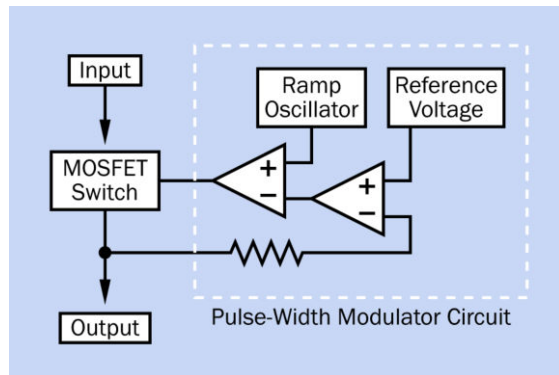 Input
Ramp
Oscillator
Reference
Voltage
MOSFET
Switch
+
−
+
−
Output
Pulse-Width Modulator Circuit